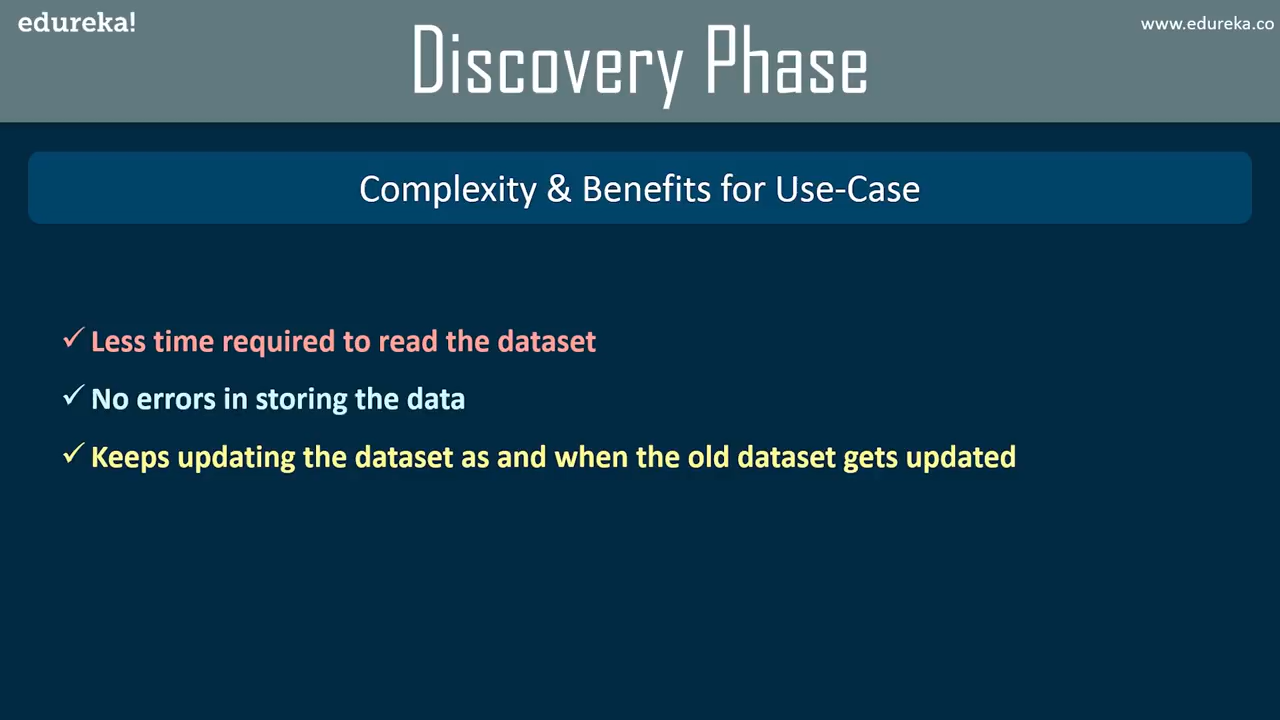 edureka!
www.edureka.co
Discovery Phase
Complexity & Benefits for Use-Case
✓ Less time required to read the dataset
✓ No errors in storing the data
✓ Keeps updating the dataset as and when the old dataset gets updated